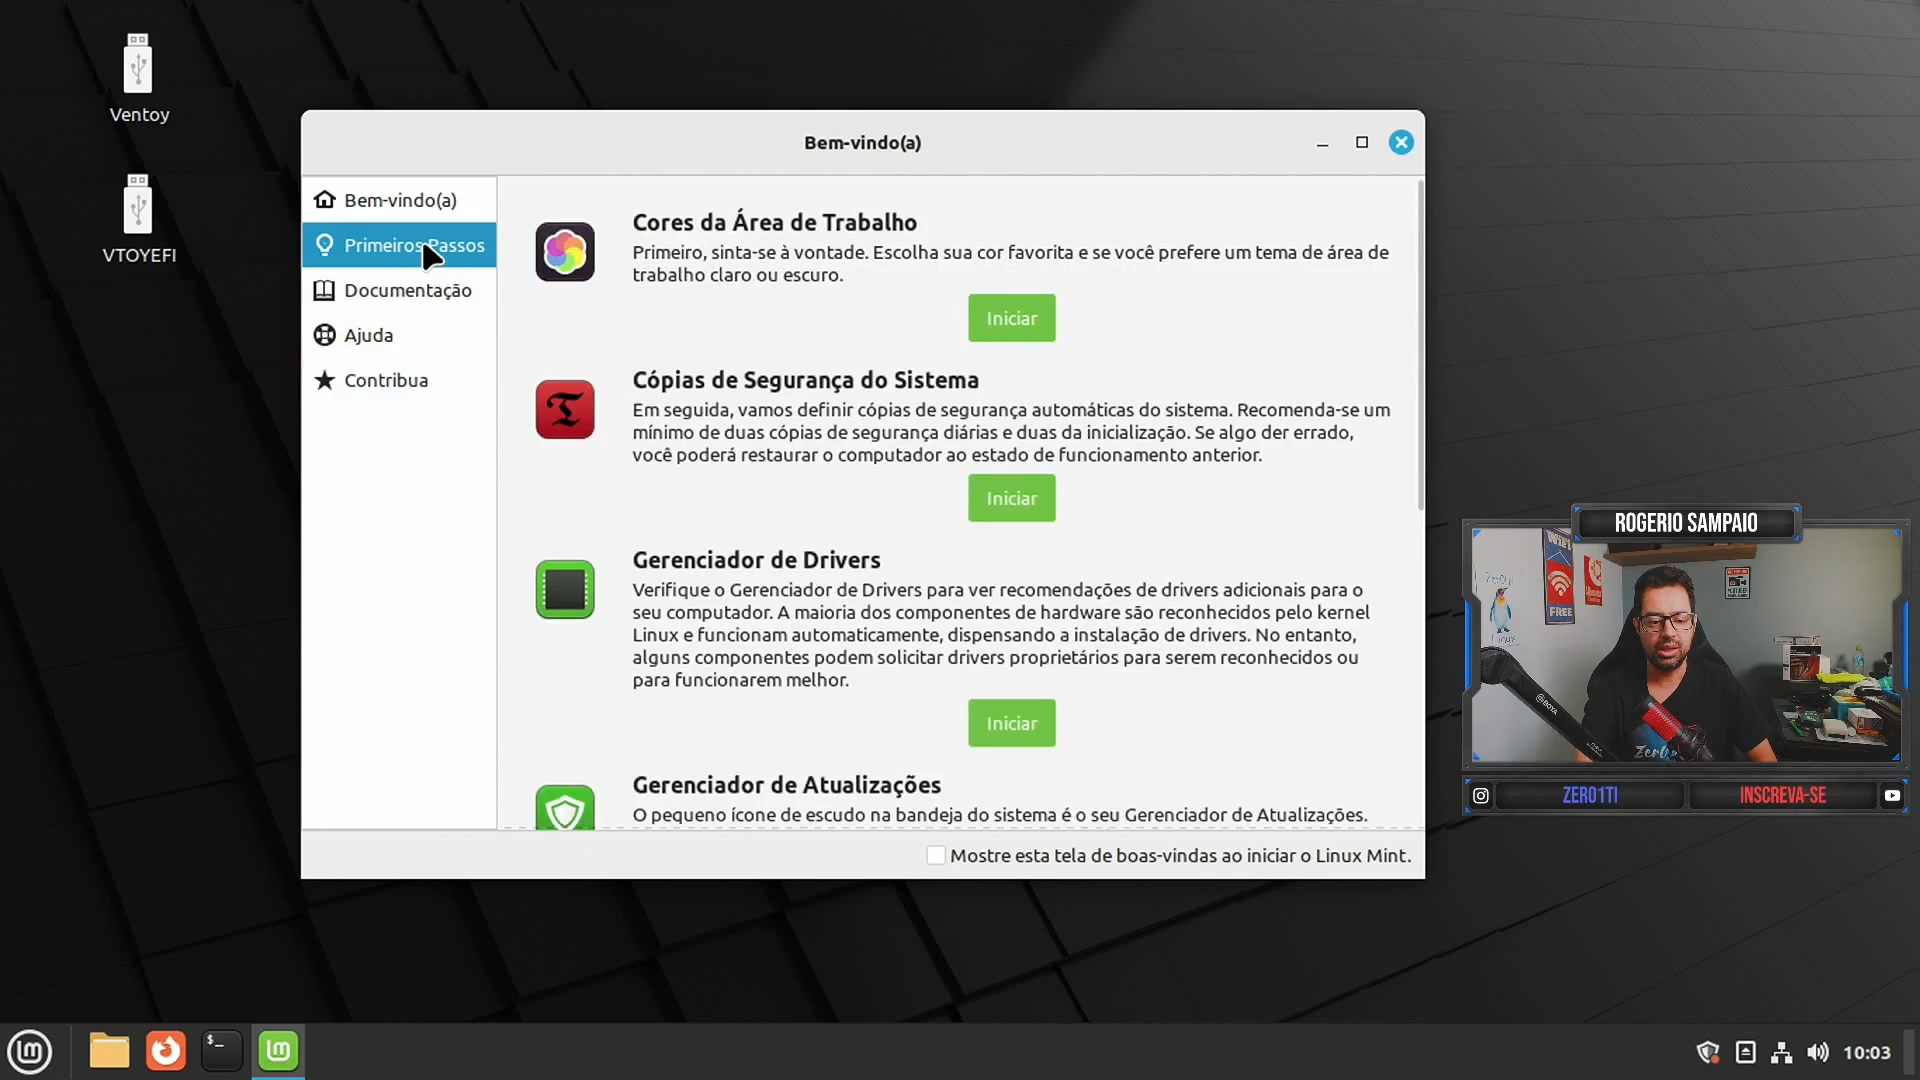 Ventoy
VTOYEFI
Bem-vindo(a)
Bem-vindo(a)
Primeiros Passos
Documentação
Ajuda
Contribua
Cores da Área de Trabalho
Primeiro, sinta-se à vontade. Escolha sua cor favorita e se você prefere um tema de área de
trabalho claro ou escuro.
Iniciar
Cópias de Segurança do Sistema
Em seguida, vamos definir cópias de segurança automáticas do sistema. Recomenda-se um
mínimo de duas cópias de segurança diárias e duas da inicialização. Se algo der errado,
você poderá restaurar o computador ao estado de funcionamento anterior.
Iniciar
Gerenciador de Drivers
Verifique o Gerenciador de Drivers para ver recomendações de drivers adicionais para o
seu computador. A maioria dos componentes de hardware são reconhecidos pelo kernel
Linux e funcionam automaticamente, dispensando a instalação de drivers. No entanto,
alguns componentes podem solicitar drivers proprietários para serem reconhecidos ou
para funcionarem melhor.
Iniciar
Gerenciador de Atualizações
O pequeno ícone de escudo na bandeja do sistema é o seu Gerenciador de Atualizações.
Mostre esta tela de boas-vindas ao iniciar o Linux Mint.
ROGERIO SAMPAIO
WiFi
FREE
Linux
BOYA
ZERO1TI
INSCREVA-SE
$_
10:03